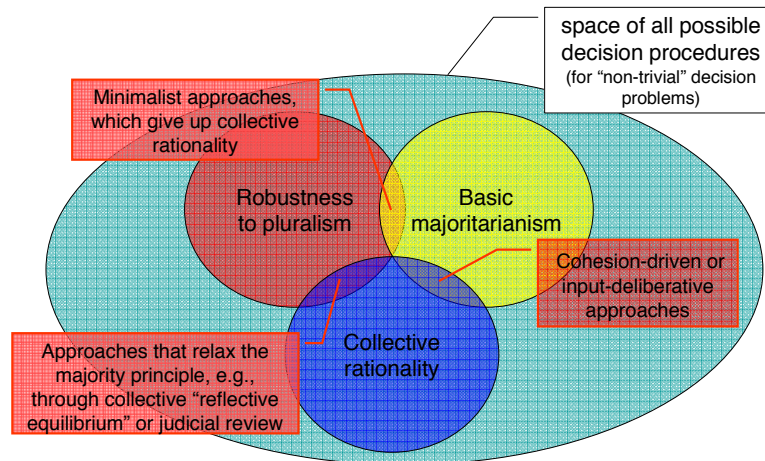 space of all possible
decision procedures
(for “non-trivial” decision
problems)
Minimalist approaches,
which give up collective
rationality
Robustness
to pluralism
Basic
majoritarianism
Cohesion-driven or
input-deliberative
approaches
Approaches that relax the
majority principle, e.g.,
through collective “reflective
equilibrium” or judicial review
Collective
rationality